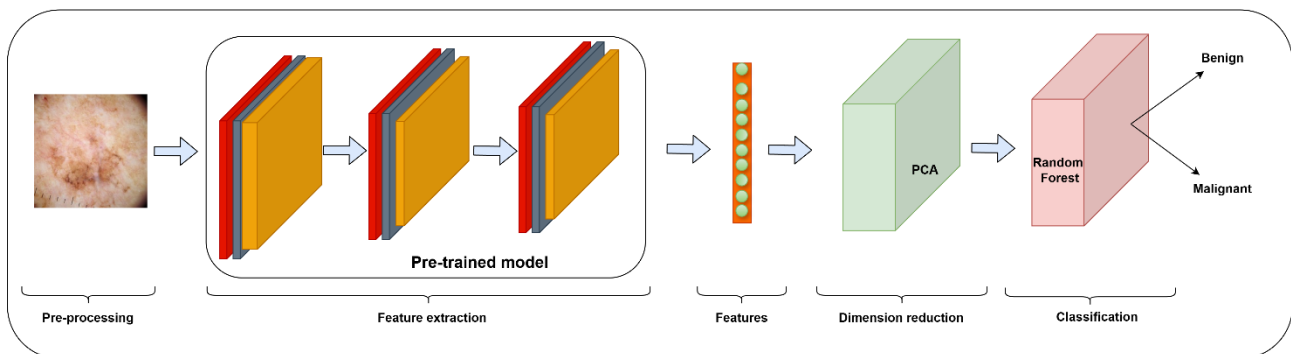 Benign
Random
Forest
PCA
Malignant
Pre-trained model
Pre-processing
Feature extraction
Features
Dimension reduction
Classification